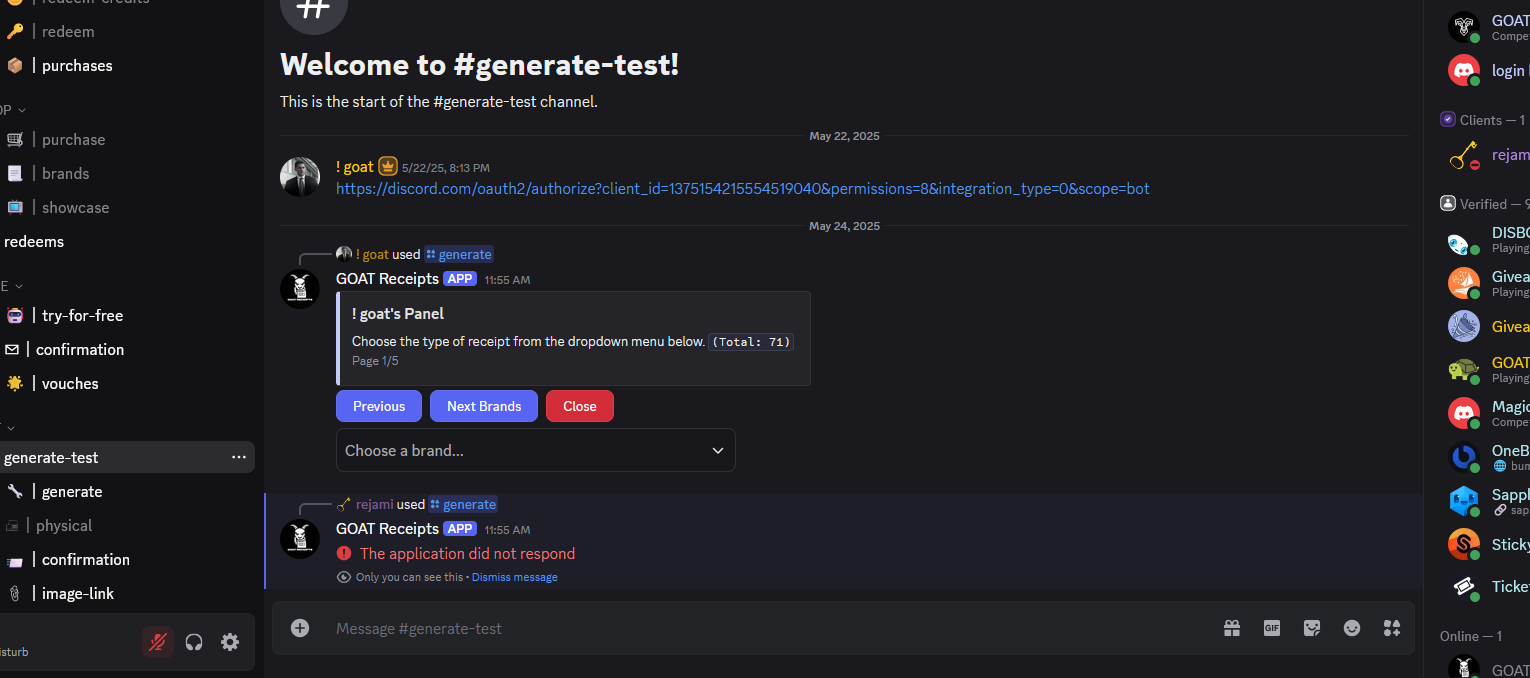 redeem-credits
| redeem
| purchases
OP
| purchase
| brands
| showcase
redeems
E
| try-for-free
| confirmation
| vouches
generate-test
| generate
| physical
| confirmation
| image-link
isturb
#
Welcome to #generate-test!
This is the start of the #generate-test channel.
May 22, 2025
! goat 5/22/25, 8:13 PM
https://discord.com/oauth2/authorize?client_id=1375154215554519040&permissions=8&integration_type=0&scope=bot
May 24, 2025
! goat used generate
GOAT Receipts APP 11:55 AM
! goat's Panel
Choose the type of receipt from the dropdown menu below. (Total: 71)
Page 1/5
Previous Next Brands Close
Choose a brand...
rejami used generate
GOAT Receipts APP 11:55 AM
The application did not respond
Only you can see this • Dismiss message
Message #generate-test
GIF
GOAT
Compe
login
Clients — 1
rejam
Verified — 9
DISBO
Playing
Givea
Playing
Givea
GOAT
Playing
Magic
Compe
OneB
bun
Sappl
sap
Sticky
Ticke
Online — 1
GOAT